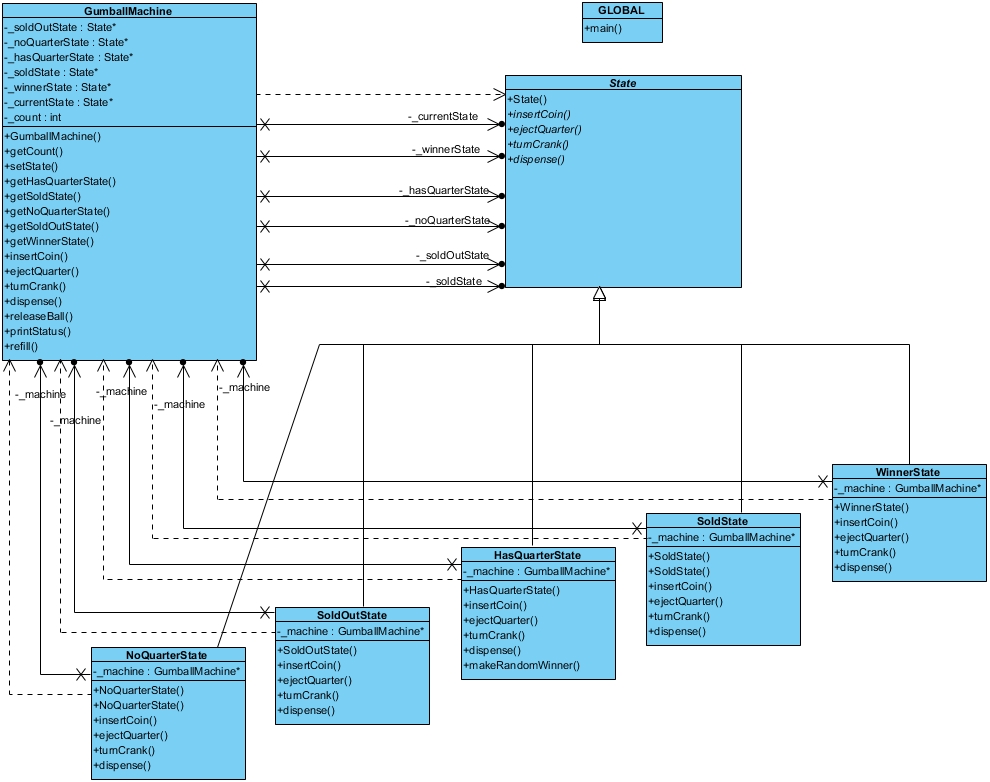 GumballMachine
-_soldOutState : State*
-_noQuarterState : State*
-_hasQuarterState : State*
-_soldState : State*
-_winnerState : State*
-_currentState : State*
-_count : int
+GumballMachine()
+getCount()
+setState()
+getHasQuarterState()
+getSoldState()
+getNoQuarterState()
+getSoldOutState()
+getWinnerState()
+insertCoin()
+ejectQuarter()
+turnCrank()
+dispense()
+releaseBall()
+printStatus()
+refill()
GLOBAL
+main()
State
+State()
+insertCoin()
+ejectQuarter()
+turnCrank()
+dispense()
-_currentState
-_winnerState
-_hasQuarterState
-_noQuarterState
-_soldOutState
-_soldState
-_machine
-_machine
-_machine
-_machine
-_machine
WinnerState
-_machine : GumballMachine*
+WinnerState()
+insertCoin()
+ejectQuarter()
+turnCrank()
+dispense()
SoldState
-_machine : GumballMachine*
+SoldState()
+SoldState()
+insertCoin()
+ejectQuarter()
+turnCrank()
+dispense()
HasQuarterState
-_machine : GumballMachine*
+HasQuarterState()
+insertCoin()
+ejectQuarter()
+turnCrank()
+dispense()
+makeRandomWinner()
SoldOutState
-_machine : GumballMachine*
+SoldOutState()
+insertCoin()
+ejectQuarter()
+turnCrank()
+dispense()
NoQuarterState
-_machine : GumballMachine*
+NoQuarterState()
+NoQuarterState()
+insertCoin()
+ejectQuarter()
+turnCrank()
+dispense()